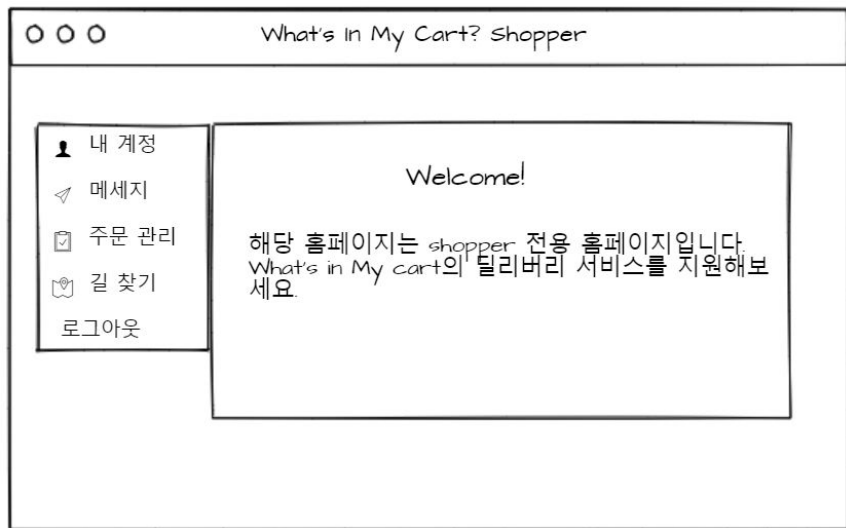 What's In My Cart? Shopper
내 계정
메세지
주문 관리
길 찾기
로그아웃
Welcome!
해당 홈페이지는 shopper 전용 홈페이지입니다.
What's in My cart의 딜리버리 서비스를 지원해보
세요.